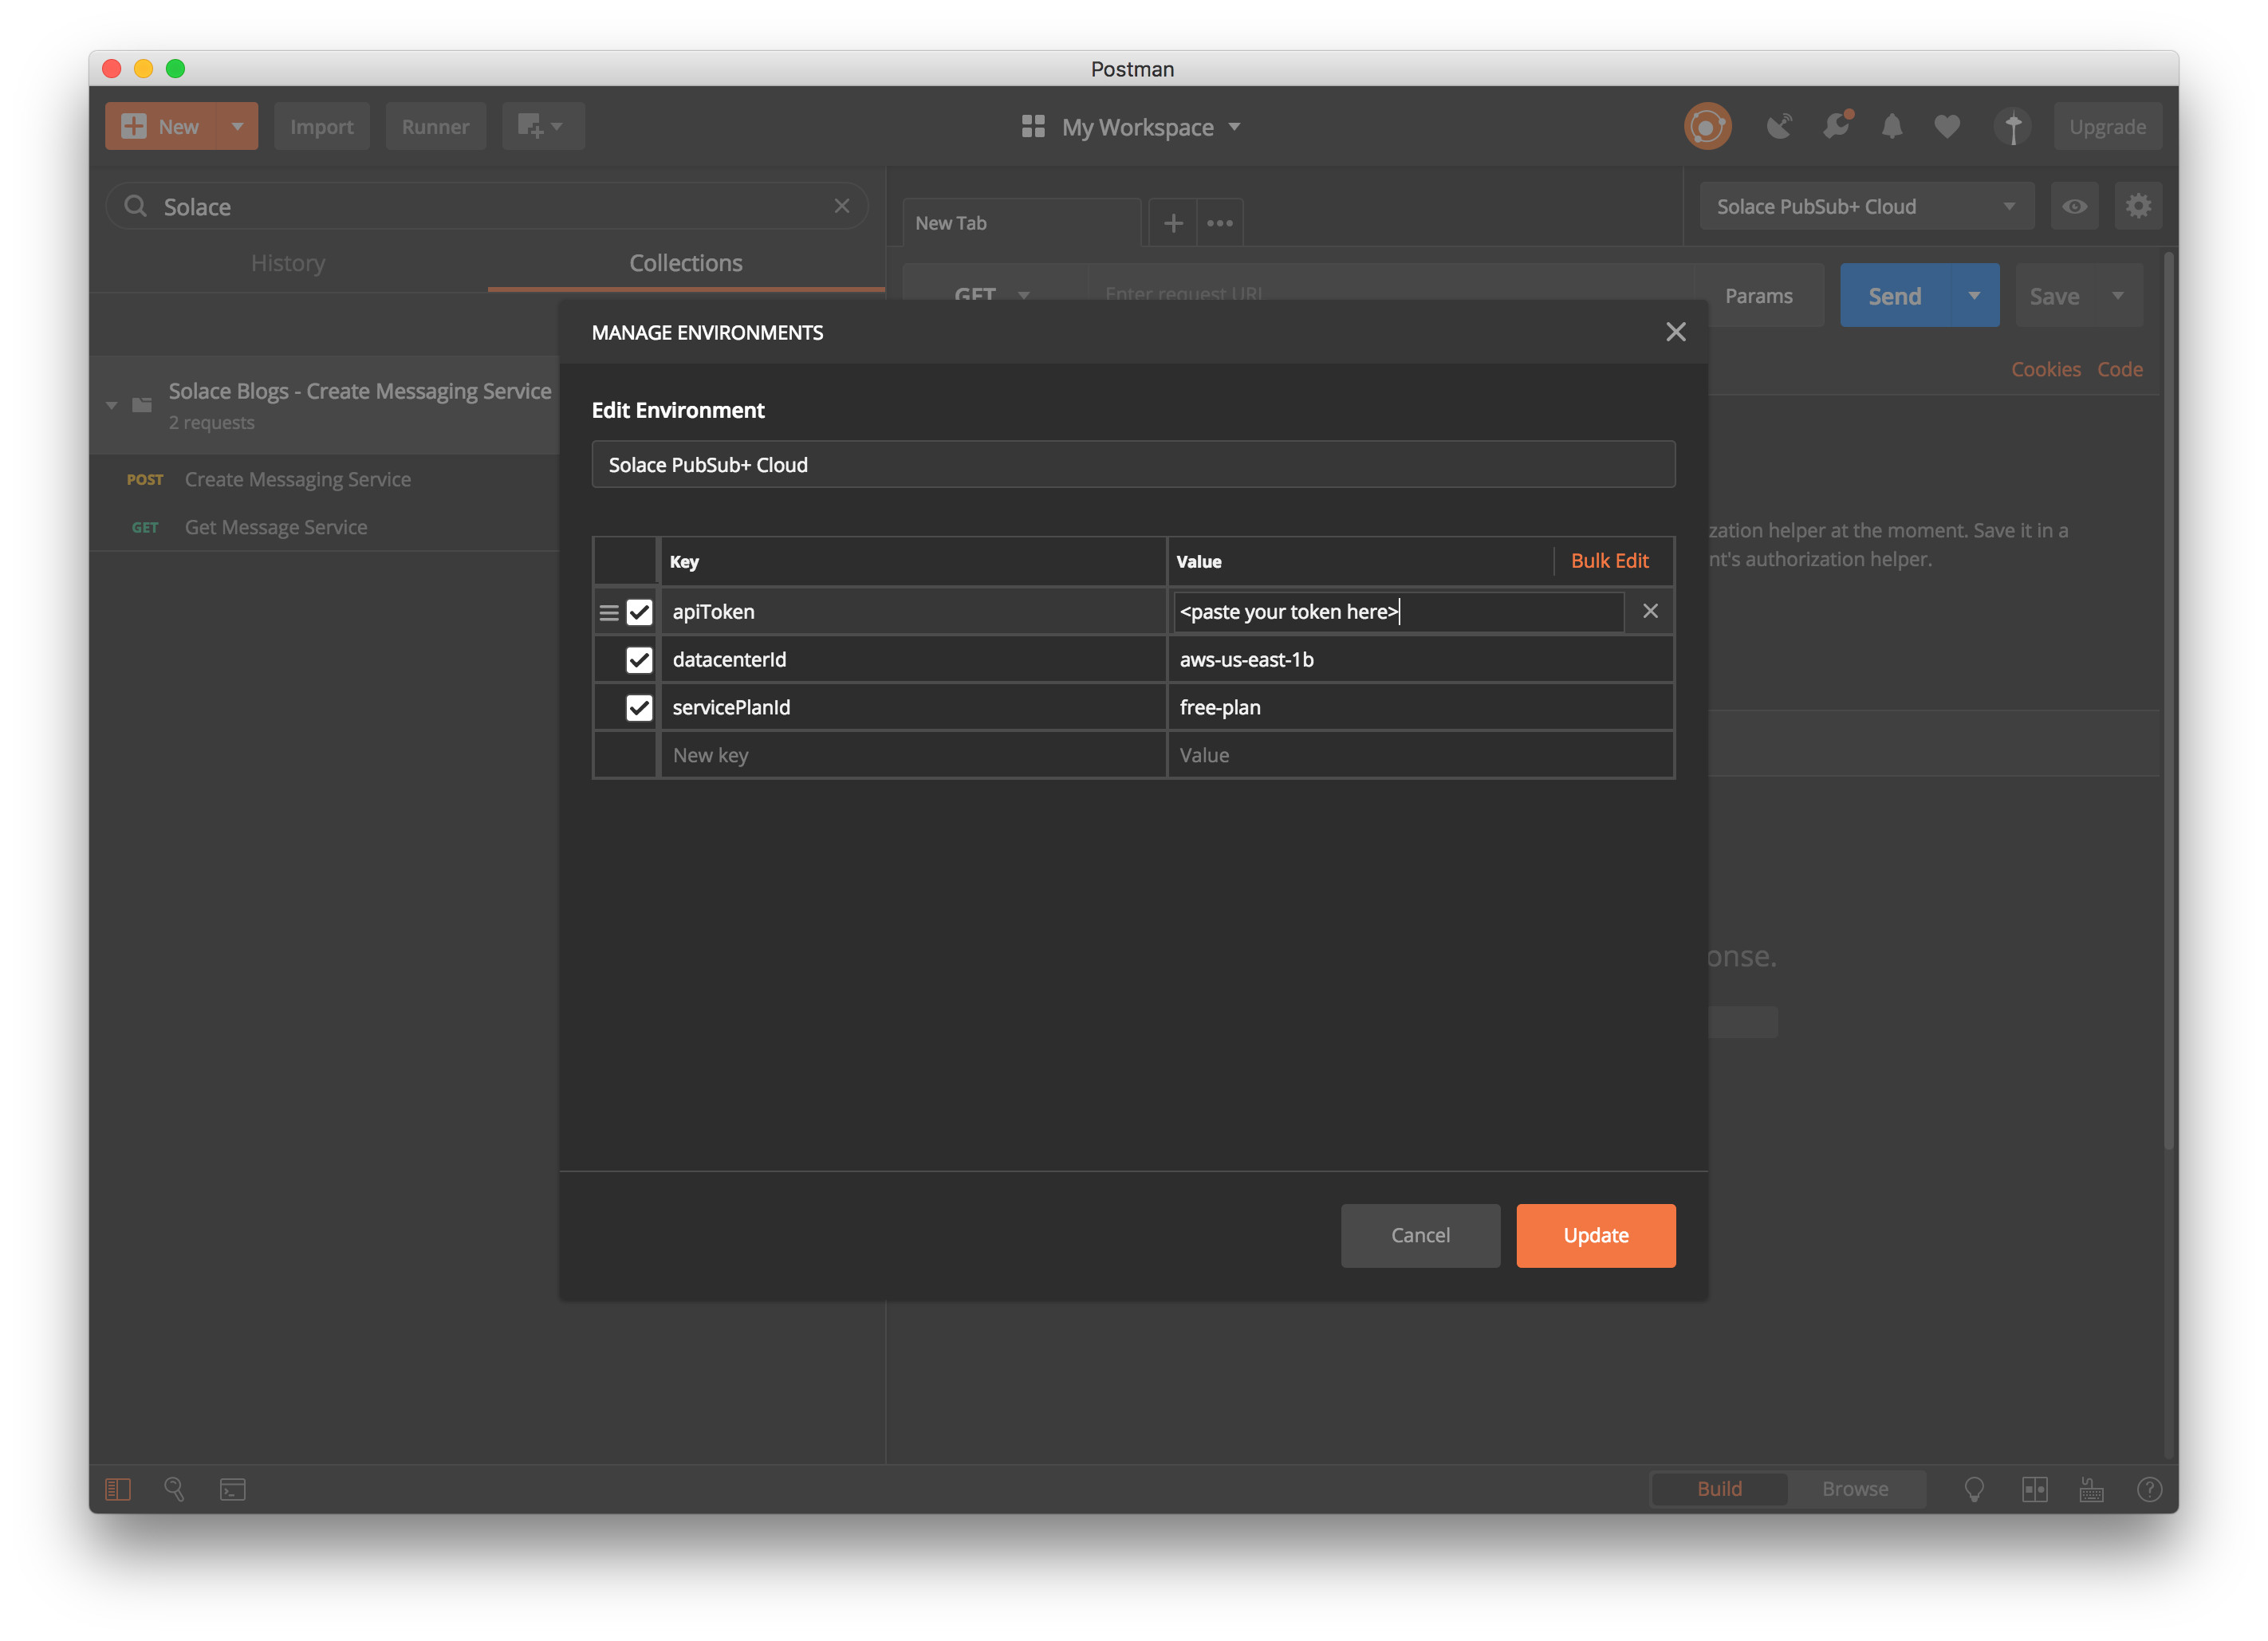 Postman
New
Import
Runner
My Workspace
Upgrade
Solace
History
Collections
New Tab
Solace PubSub+ Cloud
GET
Enter request URL
Params
Send
Save
Cookies
Code
Solace Blogs - Create Messaging Service
2 requests
POST Create Messaging Service
GET Get Message Service
MANAGE ENVIRONMENTS
Edit Environment
Solace PubSub+ Cloud
Key Value Bulk Edit
apiToken <paste your token here>
datacenterId aws-us-east-1b
servicePlanId free-plan
New key Value
zation helper at the moment. Save it in a
nt's authorization helper.
onse.
Cancel
Update
Build
Browse